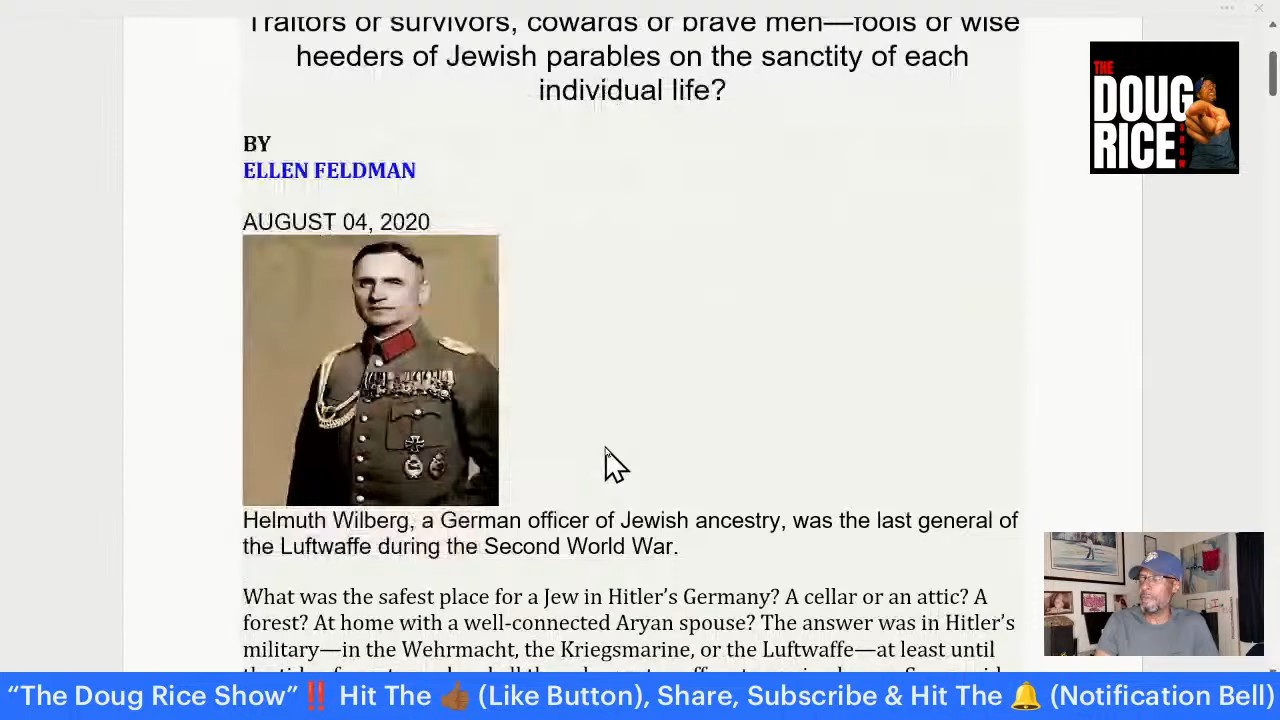 Traitors or survivors, cowards or brave men—fools or wise
heeders of Jewish parables on the sanctity of each
individual life?
BY
ELLEN FELDMAN
AUGUST 04, 2020
Helmuth Wilberg, a German officer of Jewish ancestry, was the last general of
the Luftwaffe during the Second World War.
What was the safest place for a Jew in Hitler’s Germany? A cellar or an attic? A
forest? At home with a well-connected Aryan spouse? The answer was in Hitler’s
military—in the Wehrmacht, the Kriegsmarine, or the Luftwaffe—at least until
THE
DOUG
RICE
SHOW
“The Doug Rice Show”‼️ Hit The 👍🏾 (Like Button), Share, Subscribe & Hit The 🔔 (Notification Bell)